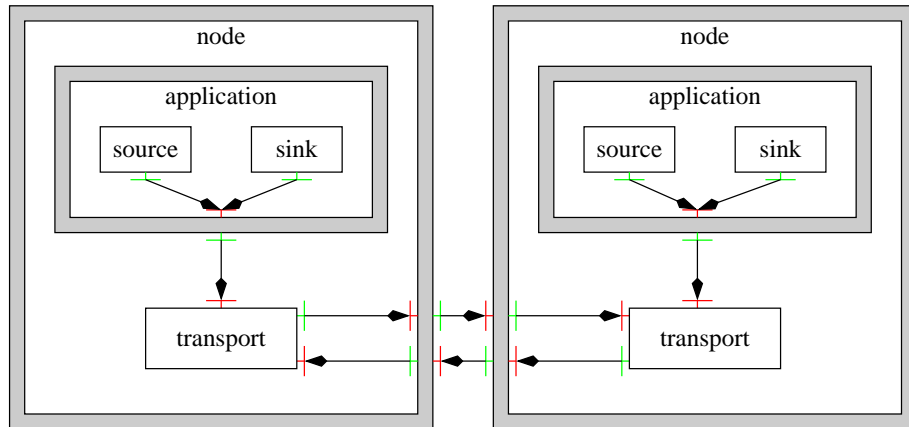 node node
application application
source sink source sink
transport transport